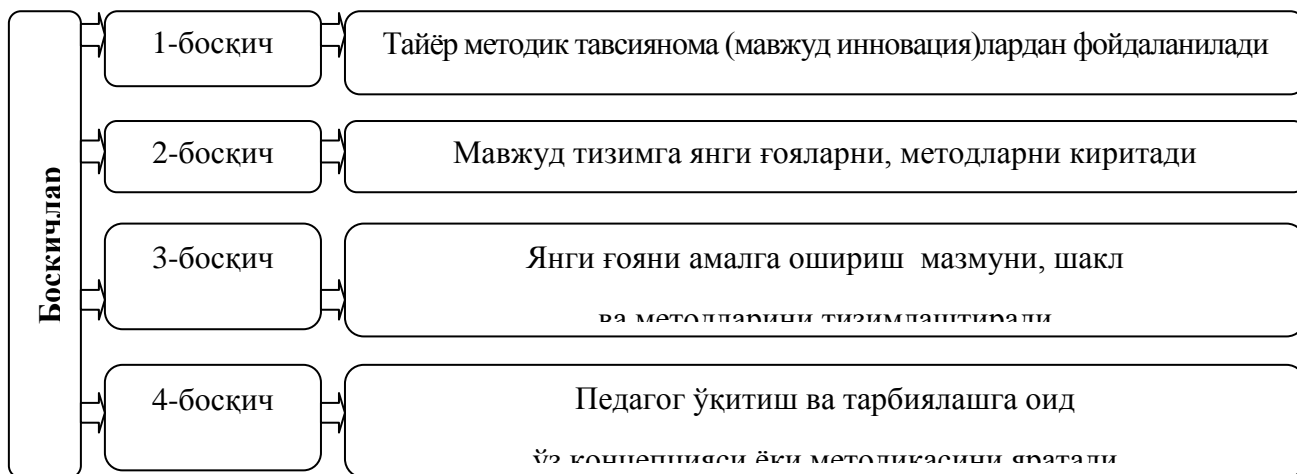 Босқичлар
1-босқич
Тайёр методик тавсиянома (мавжуд инновация)лардан фойдаланилади
2-босқич
Мавжуд тизимга янги ғояларни, методларни киритади
3-босқич
Янги ғояни амалга ошириш мазмуни, шакл
ва методларини тизимлаштиради
4-босқич
Педагог ўқитиш ва тарбиялашга оид
ўз концепцияси ёки методикасини яратади